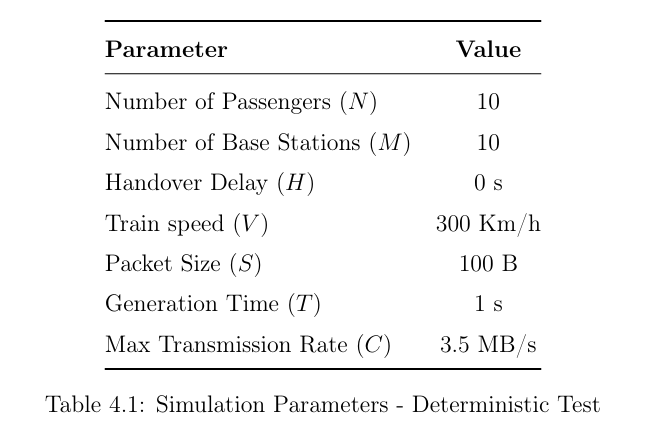 Parameter Value
Number of Passengers (N) 10
Number of Base Stations (M) 10
Handover Delay (H) 0 s
Train speed (V) 300 Km/h
Packet Size (S) 100 B
Generation Time (T) 1 s
Max Transmission Rate (C) 3.5 MB/s
Table 4.1: Simulation Parameters - Deterministic Test